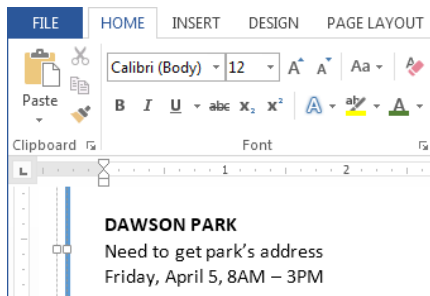 FILE HOME INSERT DESIGN PAGE LAYOUT
Calibri (Body) 12 A A Aa
Paste
B I U abc X₂ X² A aby A
Clipboard Font
L 1 2
DAWSON PARK
Need to get park's address
Friday, April 5, 8AM – 3PM